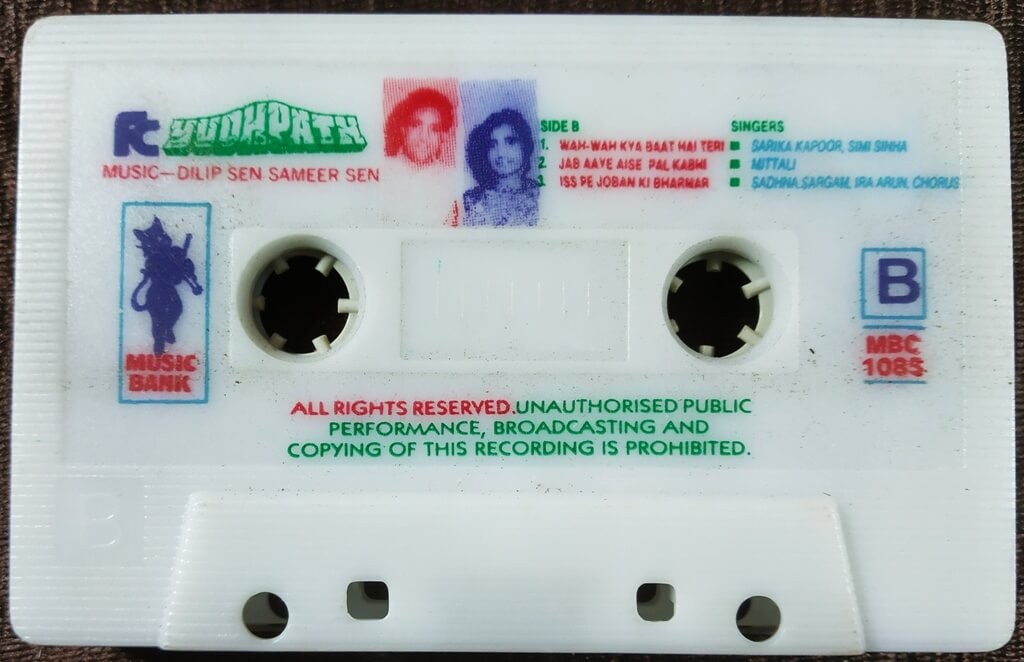 FC YUDHPATH
MUSIC—DILIP SEN SAMEER SEN
SIDE B
1. WAH-WAH KYA BAAT HAI TERI
2 JAB AAYE AISE PAL KABHI
3. ISS PE JOBAN KI BHARMAR
SINGERS
SARIKA KAPOOR, SIMI SINHA
MITTALI
SADHNA SARGAM, IRA ARUN, CHORUS
MUSIC
BANK
B
MBC
1085
ALL RIGHTS RESERVED.UNAUTHORISED PUBLIC
PERFORMANCE, BROADCASTING AND
COPYING OF THIS RECORDING IS PROHIBITED.
B